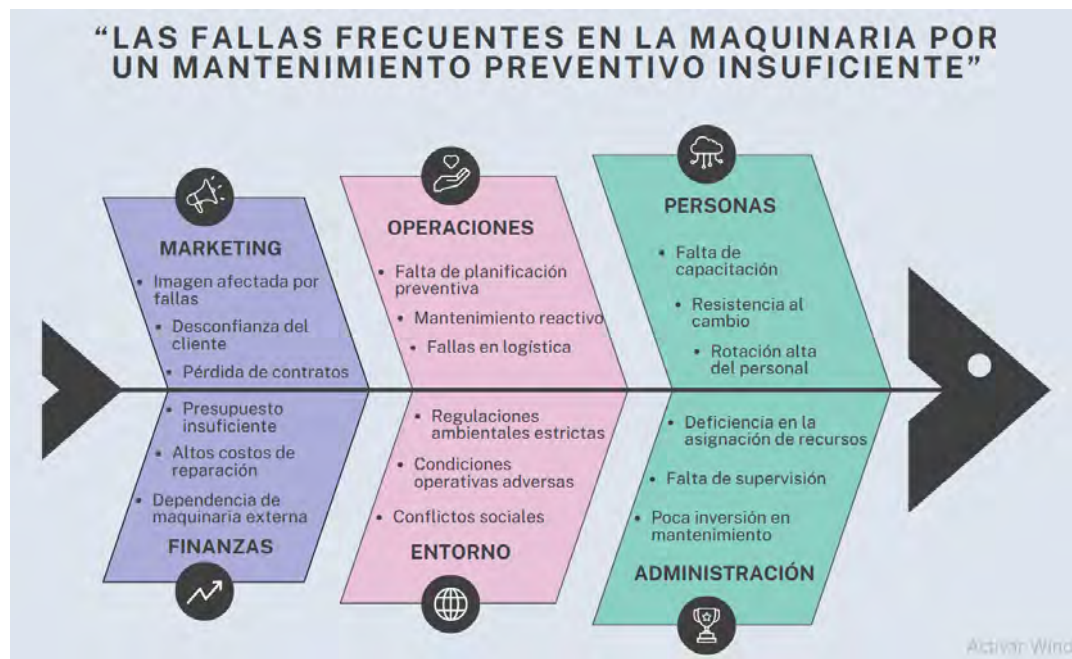 “LAS FALLAS FRECUENTES EN LA MAQUINARIA POR
UN MANTENIMIENTO PREVENTIVO INSUFICIENTE”
MARKETING
• Imagen afectada por
fallas
• Desconfianza del
cliente
• Pérdida de contratos
OPERACIONES
• Falta de planificación
preventiva
• Mantenimiento reactivo
• Fallas en logística
PERSONAS
• Falta de
capacitación
• Resistencia al
cambio
• Rotación alta
del personal
• Presupuesto
insuficiente
• Altos costos de
reparación
• Dependencia de
maquinaria externa
FINANZAS
• Regulaciones
ambientales estrictas
• Condiciones
operativas adversas
• Conflictos sociales
ENTORNO
• Deficiencia en la
asignación de recursos
• Falta de supervisión
• Poca inversión en
mantenimiento
ADMINISTRACIÓN
Activar Wind